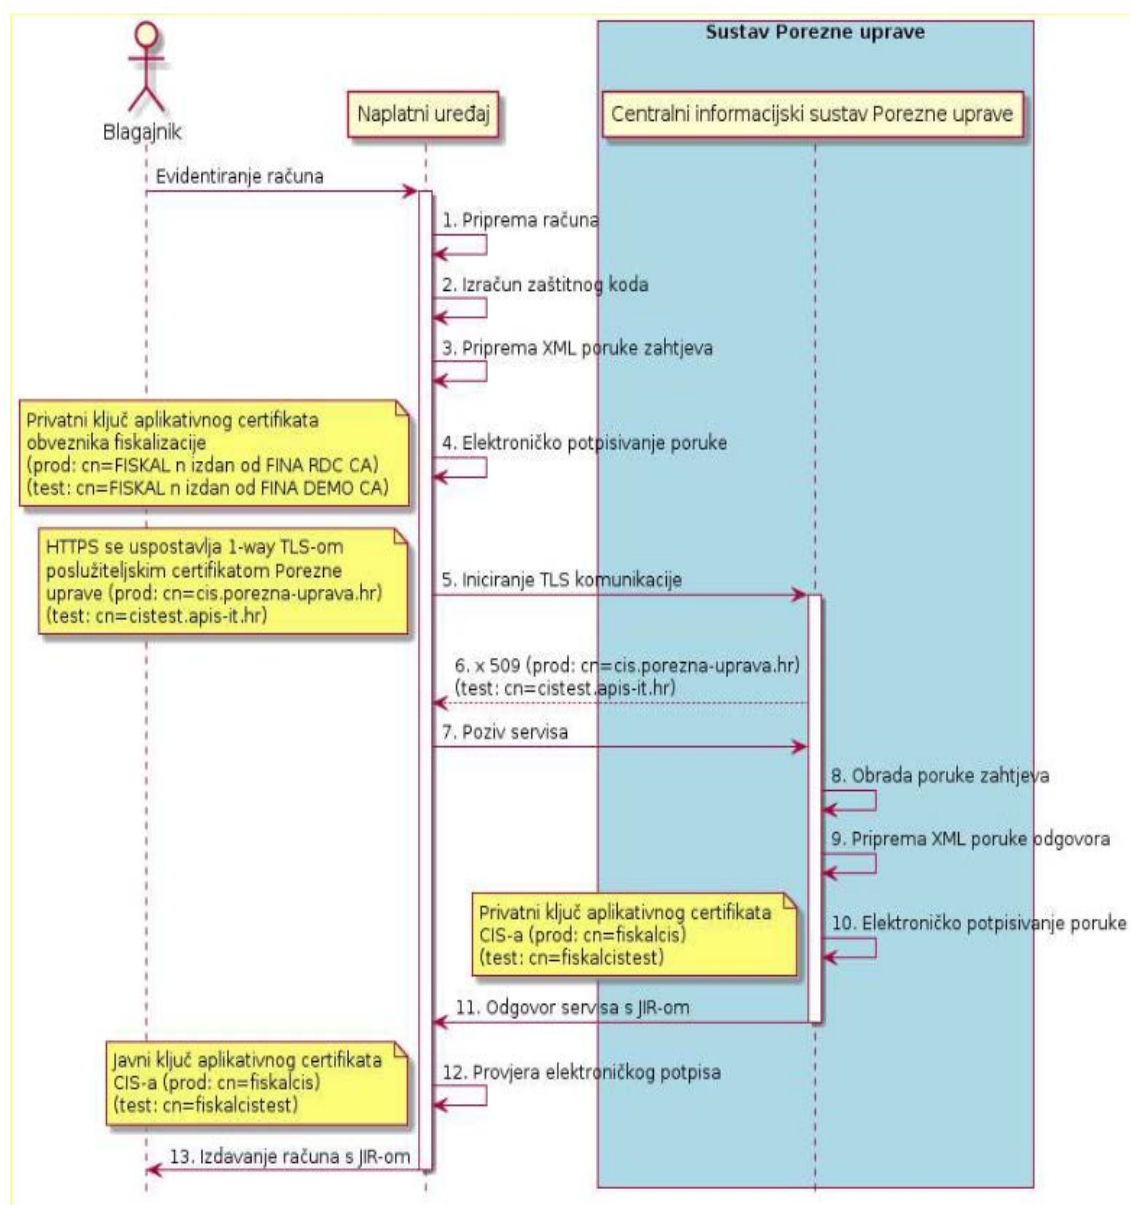 Sustav Porezne uprave
Blagajnik
Naplatni uređaj
Centralni informacijski sustav Porezne uprave
Evidentiranje računa
1. Priprema računa
2. Izračun zaštitnog koda
3. Priprema XML poruke zahtjeva
Privatni ključ aplikativnog certifikata
obveznika fiskalizacije
(prod: cn=FISKAL n izdan od FINA RDC CA)
(test: cn=FISKAL n izdan od FINA DEMO CA)
4. Elektroničko potpisivanje poruke
HTTPS se uspostavlja 1-way TLS-om
poslužiteljskim certifikatom Porezne
uprave (prod: cn=cis.porezna-uprava.hr)
(test: cn=cistest.apis-it.hr)
5. Iniciranje TLS komunikacije
6. x 509 (prod: cn=cis.porezna-uprava.hr)
(test: cn=cistest.apis-it.hr)
7. Poziv servisa
8. Obrada poruke zahtjeva
9. Priprema XML poruke odgovora
Privatni ključ aplikativnog certifikata
CIS-a (prod: cn=fiskalcis)
(test: cn=fiskalcistest)
10. Elektroničko potpisivanje poruke
11. Odgovor servisa s JIR-om
Javni ključ aplikativnog certifikata
CIS-a (prod: cn=fiskalcis)
(test: cn=fiskalcistest)
12. Provjera elektroničkog potpisa
13. Izdavanje računa s JIR-om